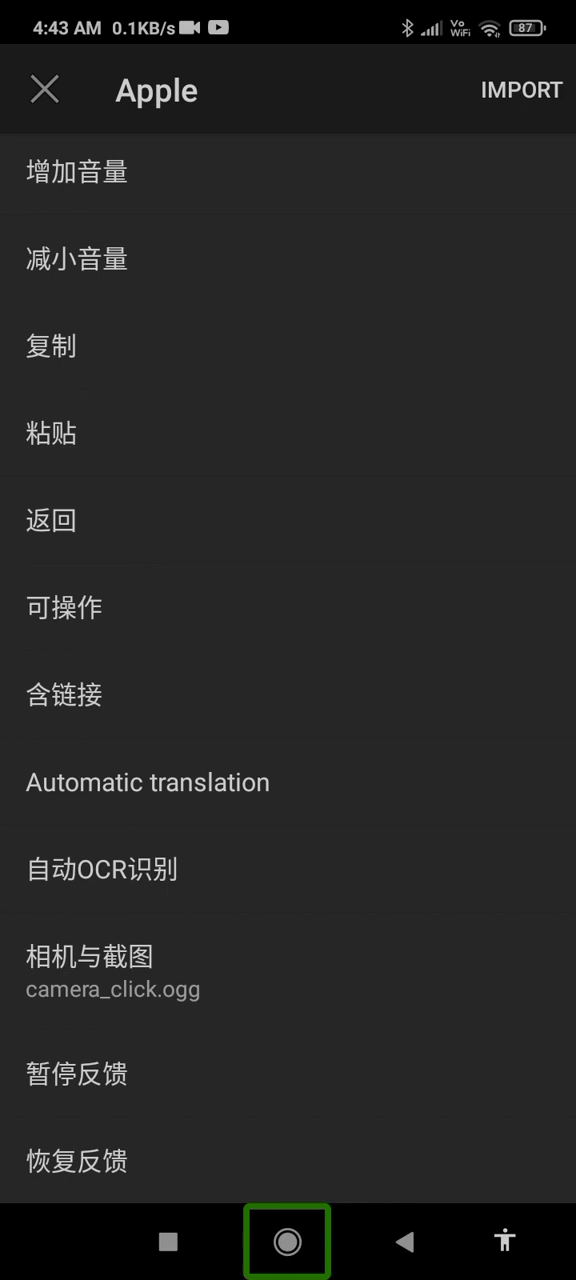 4:43 AM 0.1KB/s Vo WiFi 87
Apple IMPORT
增加音量
减小音量
复制
粘贴
返回
可操作
含链接
Automatic translation
自动OCR识别
相机与截图
camera_click.ogg
暂停反馈
恢复反馈